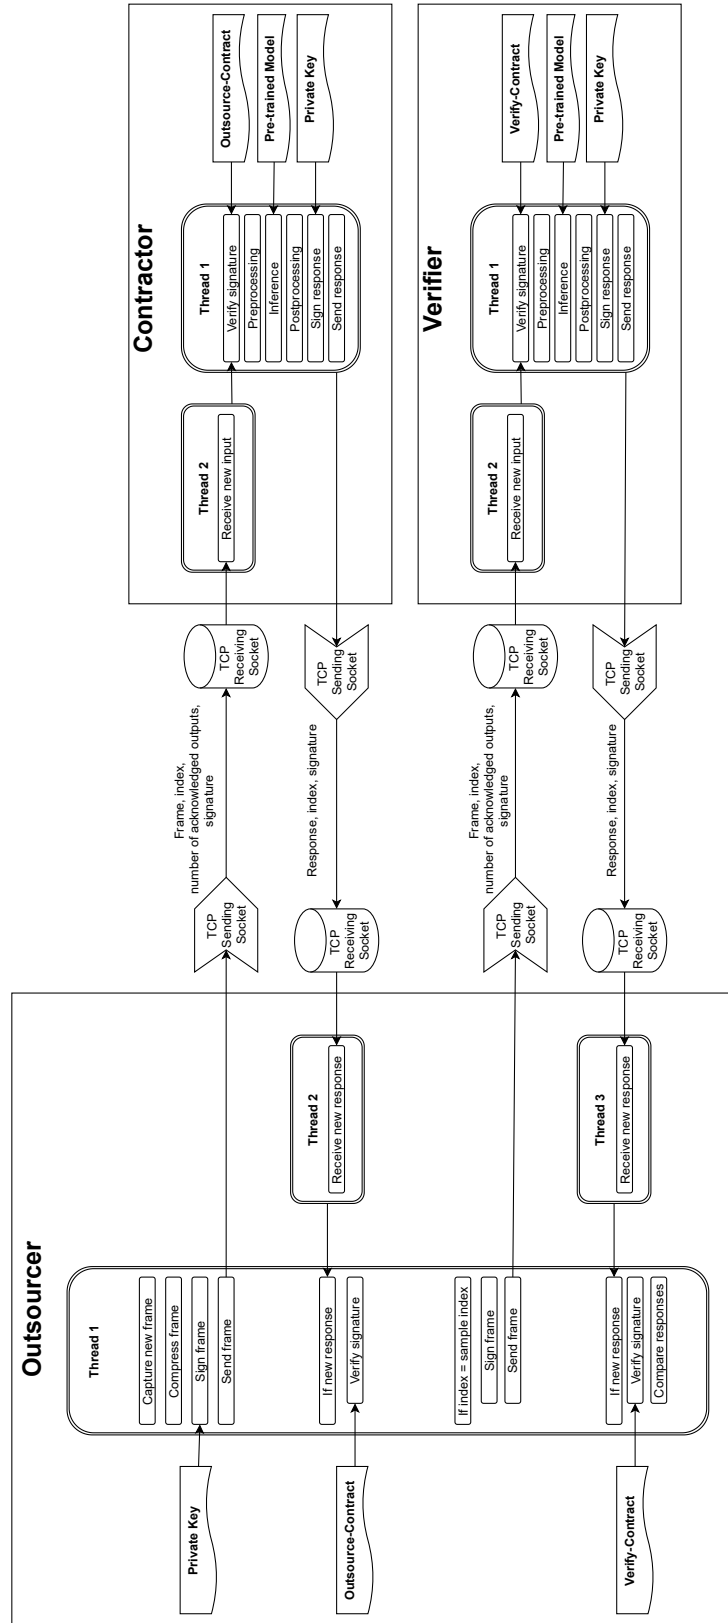 Outsourcer
Private Key
Outsource-Contract
Verify-Contract
Thread 1
Capture new frame
Compress frame
Sign frame
Send frame
If new response
Verify signature
If index = sample index
Sign frame
Send frame
If new response
Verify signature
Compare responses
Thread 2
Receive new response
Thread 3
Receive new response
TCP
Sending
Socket
TCP
Receiving
Socket
TCP
Sending
Socket
TCP
Receiving
Socket
Frame, index,
number of acknowledged outputs,
signature
Response, index, signature
Frame, index,
number of acknowledged outputs,
signature
Response, index, signature
TCP
Receiving
Socket
TCP
Sending
Socket
TCP
Receiving
Socket
TCP
Sending
Socket
Contractor
Thread 2
Receive new input
Thread 1
Verify signature
Preprocessing
Inference
Postprocessing
Sign response
Send response
Outsource-Contract
Pre-trained Model
Private Key
Verifier
Thread 2
Receive new input
Thread 1
Verify signature
Preprocessing
Inference
Postprocessing
Sign response
Send response
Verify-Contract
Pre-trained Model
Private Key